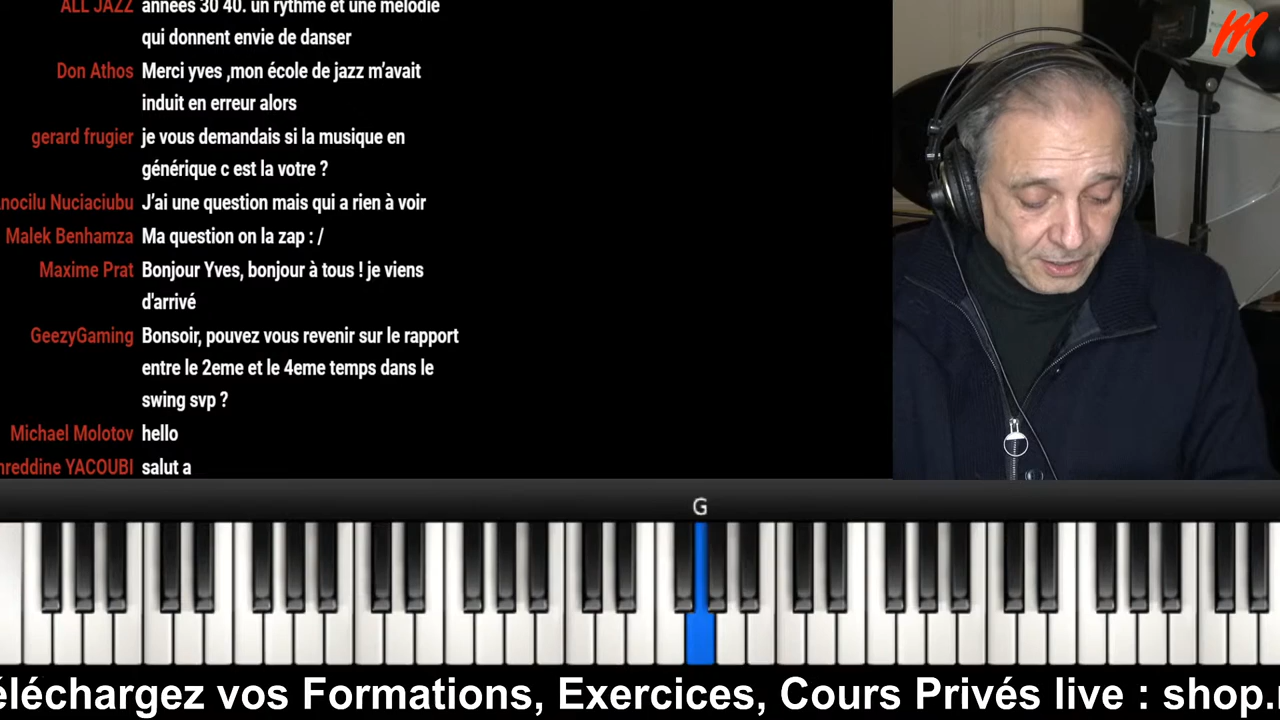 ALL JAZZ années 30 40. un rythme et une mélodie
qui donnent envie de danser
Don Athos Merci yves ,mon école de jazz m'avait
induit en erreur alors
gerard frugier je vous demandais si la musique en
générique c est la votre ?
nocilu Nuciaciubu J'ai une question mais qui a rien à voir
Malek Benhamza Ma question on la zap : /
Maxime Prat Bonjour Yves, bonjour à tous ! je viens
d'arrivé
GeezyGaming Bonsoir, pouvez vous revenir sur le rapport
entre le 2eme et le 4eme temps dans le
swing svp ?
Michael Molotov hello
hreddine YACOUBI salut a
M
G
éléchargez vos Formations, Exercices, Cours Privés live : shop.